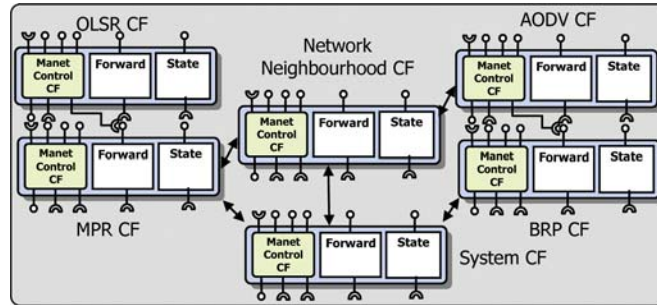 OLSR CF
AODV CF
Network
Neighbourhood CF
Manet
Control
CF
Forward
State
Manet
Control
CF
Forward
State
Manet
Control
CF
Forward
State
Manet
Control
CF
Forward
State
Manet
Control
CF
Forward
State
MPR CF
BRP CF
Manet
Control
CF
Forward
State
System CF